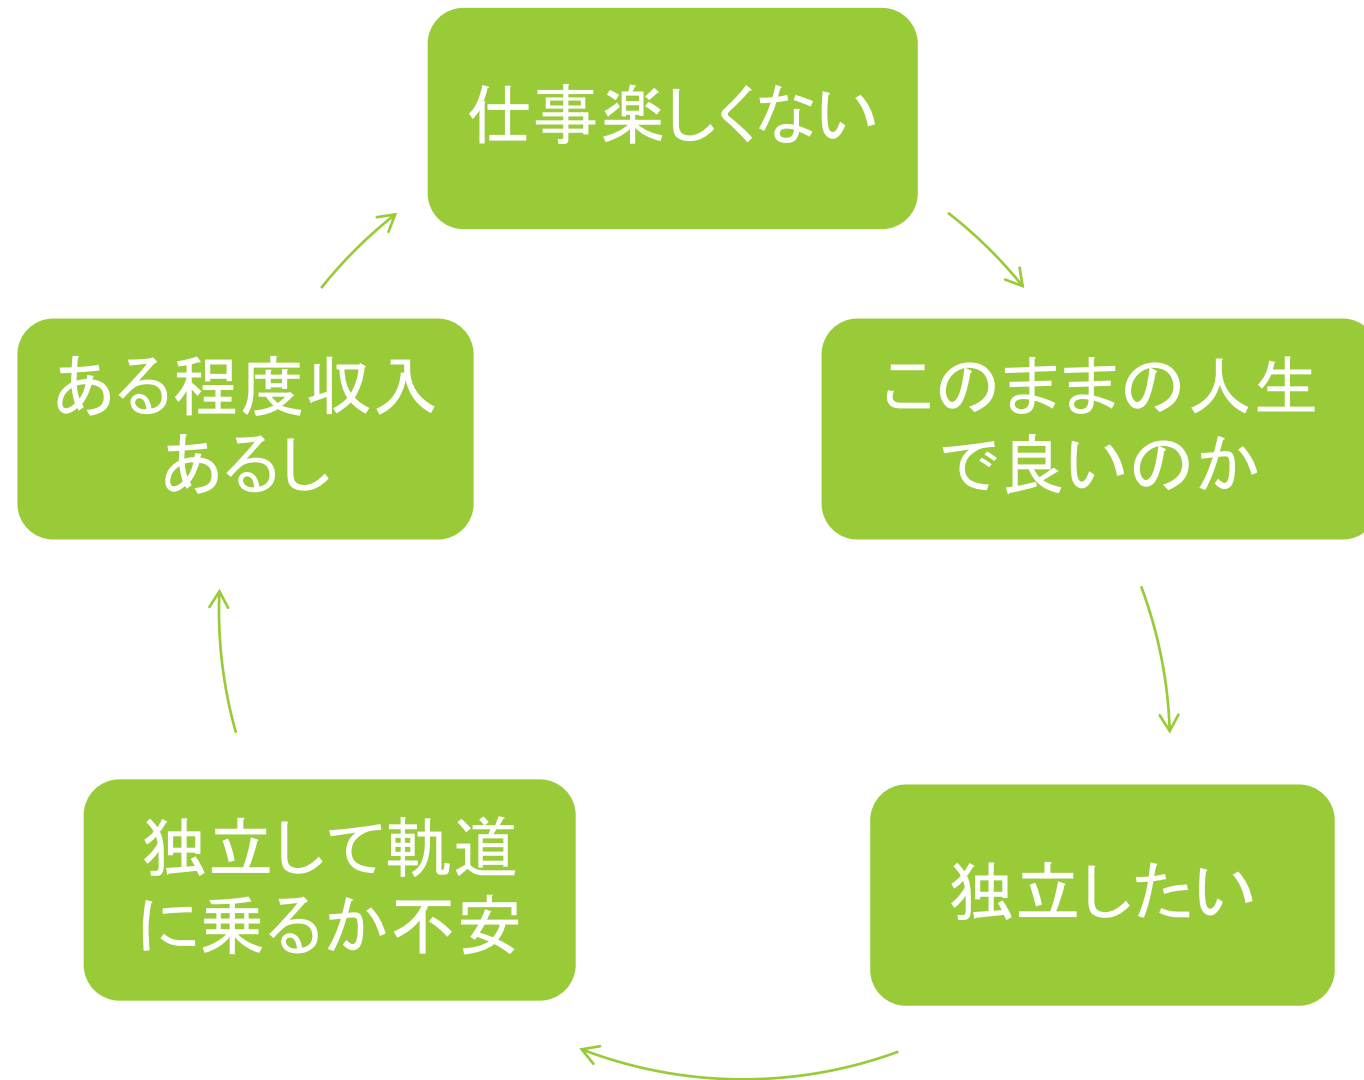 仕事楽しくない
このままの人生
で良いのか
独立したい
独立して軌道
に乗るか不安
ある程度収入
あるし